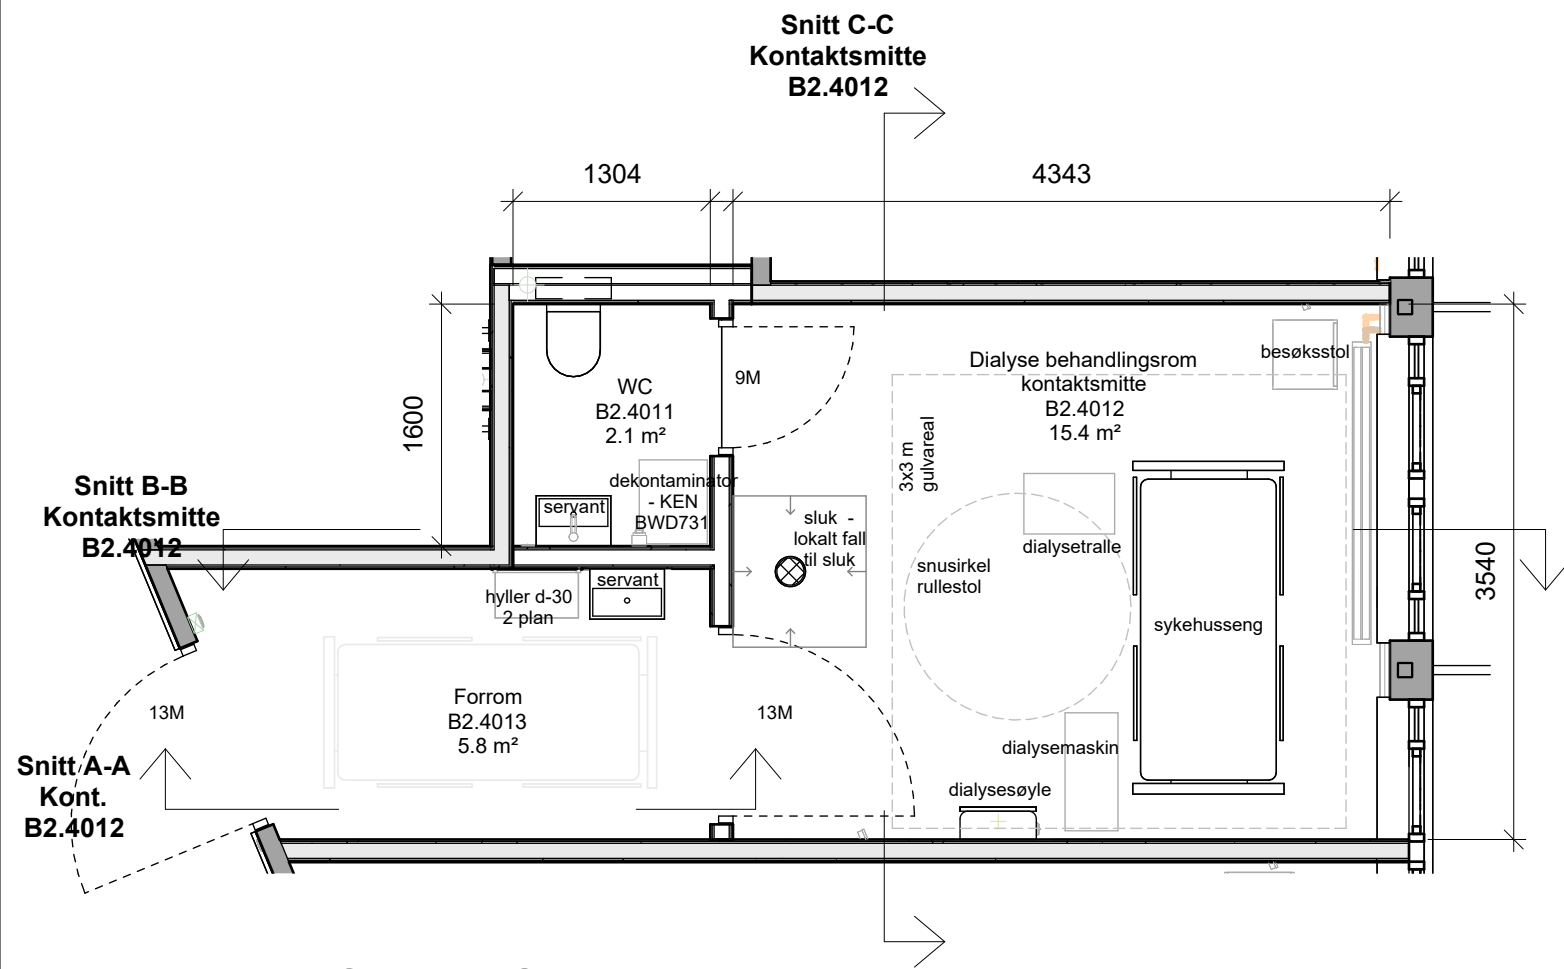 Snitt C-C
Kontaktsmitte
B2.4012
1304
4343
1600
3540
WC
B2.4011
2.1 m²
9M
Dialyse behandlingsrom
kontaktsmitte
B2.4012
15.4 m²
besøksstol
3x3 m
gulvareal
dekontaminator
- KEN
BWD731
servant
sluk -
lokalt fall
til sluk
dialysetralle
snusirkel
rullestol
sykehusseng
Snitt B-B
Kontaktsmitte
B2.4012
hyller d-30
2 plan
servant
Forrom
B2.4013
5.8 m²
13M
13M
dialysemaskin
dialysesøyle
Snitt A-A
Kont.
B2.4012